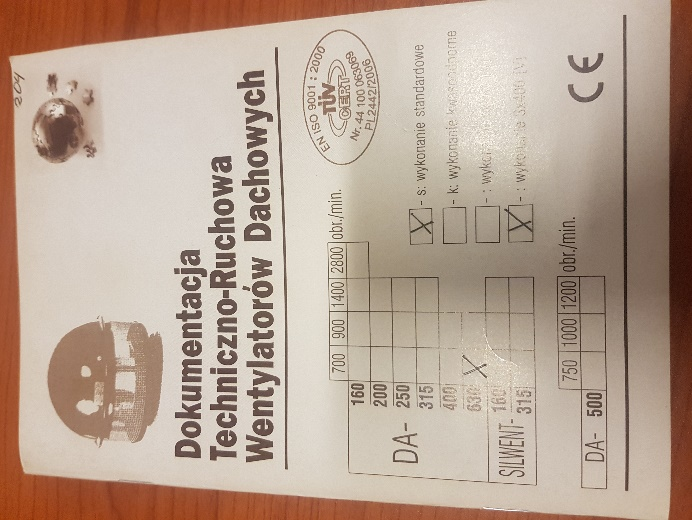 204
Dokumentacja
Techniczno-Ruchowa
Wentylatorów Dachowych
EN ISO 9001 : 2000
TÜV
CERT
Nr. 44 100 063069
PL2442/2006
700 900 1400 2800 obr./min.
DA-
160
200
250
315
400
630 X
SILWENT-
160
315
X - s: wykonanie standardowe
- k: wykonanie kwasoodporne
- : wykon
X - : wykonanie 3x400 [V]
750 1000 1200 obr./min.
DA- 500
CE